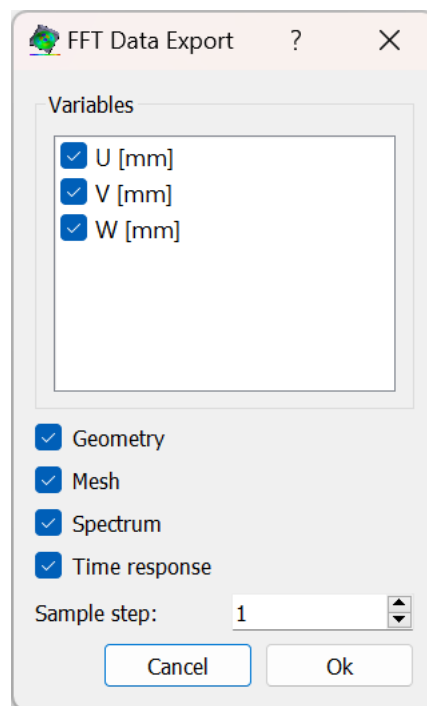 FFT Data Export ?
Variables
U [mm]
V [mm]
W [mm]
Geometry
Mesh
Spectrum
Time response
Sample step: 1
Cancel Ok